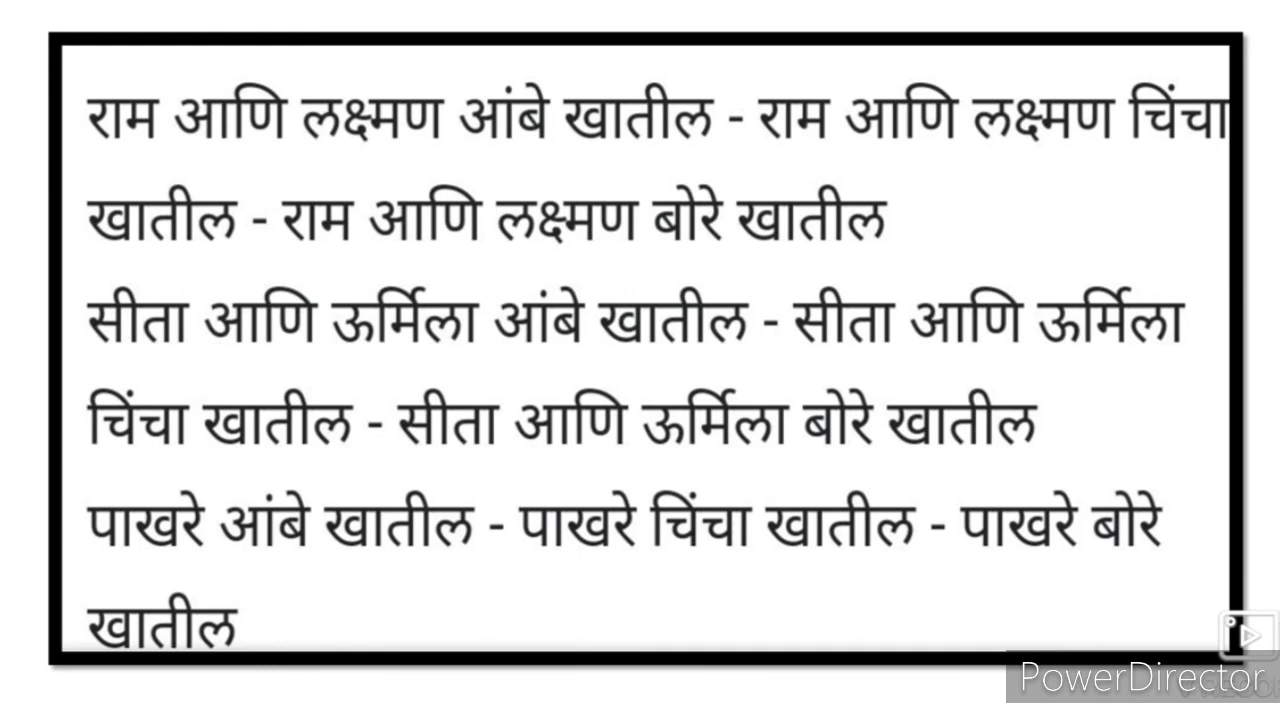 राम आणि लक्ष्मण आंबे खातील - राम आणि लक्ष्मण चिंचा
खातील - राम आणि लक्ष्मण बोरे खातील
सीता आणि ऊर्मिला आंबे खातील - सीता आणि ऊर्मिला
चिंचा खातील - सीता आणि ऊर्मिला बोरे खातील
पाखरे आंबे खातील - पाखरे चिंचा खातील - पाखरे बोरे
खातील
PowerDirector